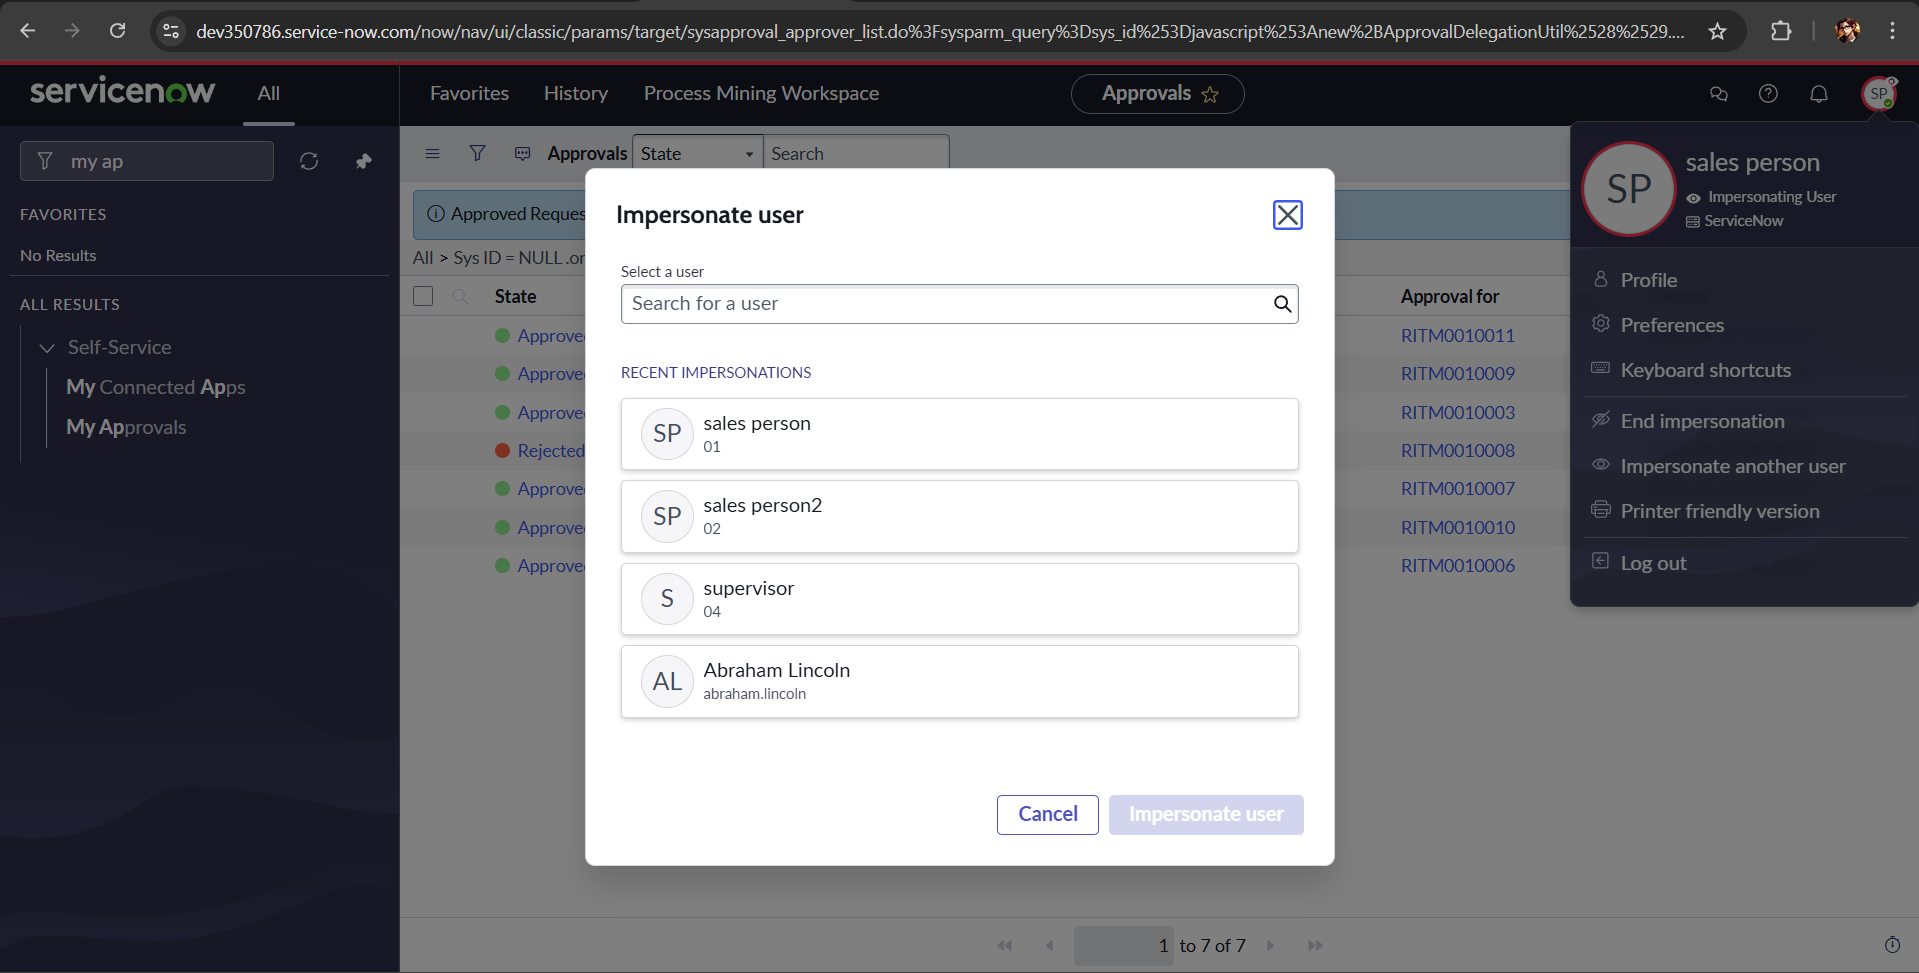 dev350786.service-now.com/now/nav/ui/classic/params/target/sysapproval_approver_list.do%3Fsysparm_query%3Dsys_id%253Djavascript%253Anew%2BApprovalDelegationUtil%2528%2529....
servicenow
All
Favorites
History
Process Mining Workspace
Approvals
SP
my ap
FAVORITES
No Results
ALL RESULTS
Self-Service
My Connected Apps
My Approvals
Approvals
State
Search
Approved Reques
All > Sys ID = NULL .or
State
Approval for
Approve
RITM0010011
Approve
RITM0010009
Approve
RITM0010003
Rejected
RITM0010008
Approve
RITM0010007
Approve
RITM0010010
Approve
RITM0010006
1 to 7 of 7
Impersonate user
Select a user
Search for a user
RECENT IMPERSONATIONS
SP
sales person
01
SP
sales person2
02
S
supervisor
04
AL
Abraham Lincoln
abraham.lincoln
Cancel
Impersonate user
SP
sales person
Impersonating User
ServiceNow
Profile
Preferences
Keyboard shortcuts
End impersonation
Impersonate another user
Printer friendly version
Log out